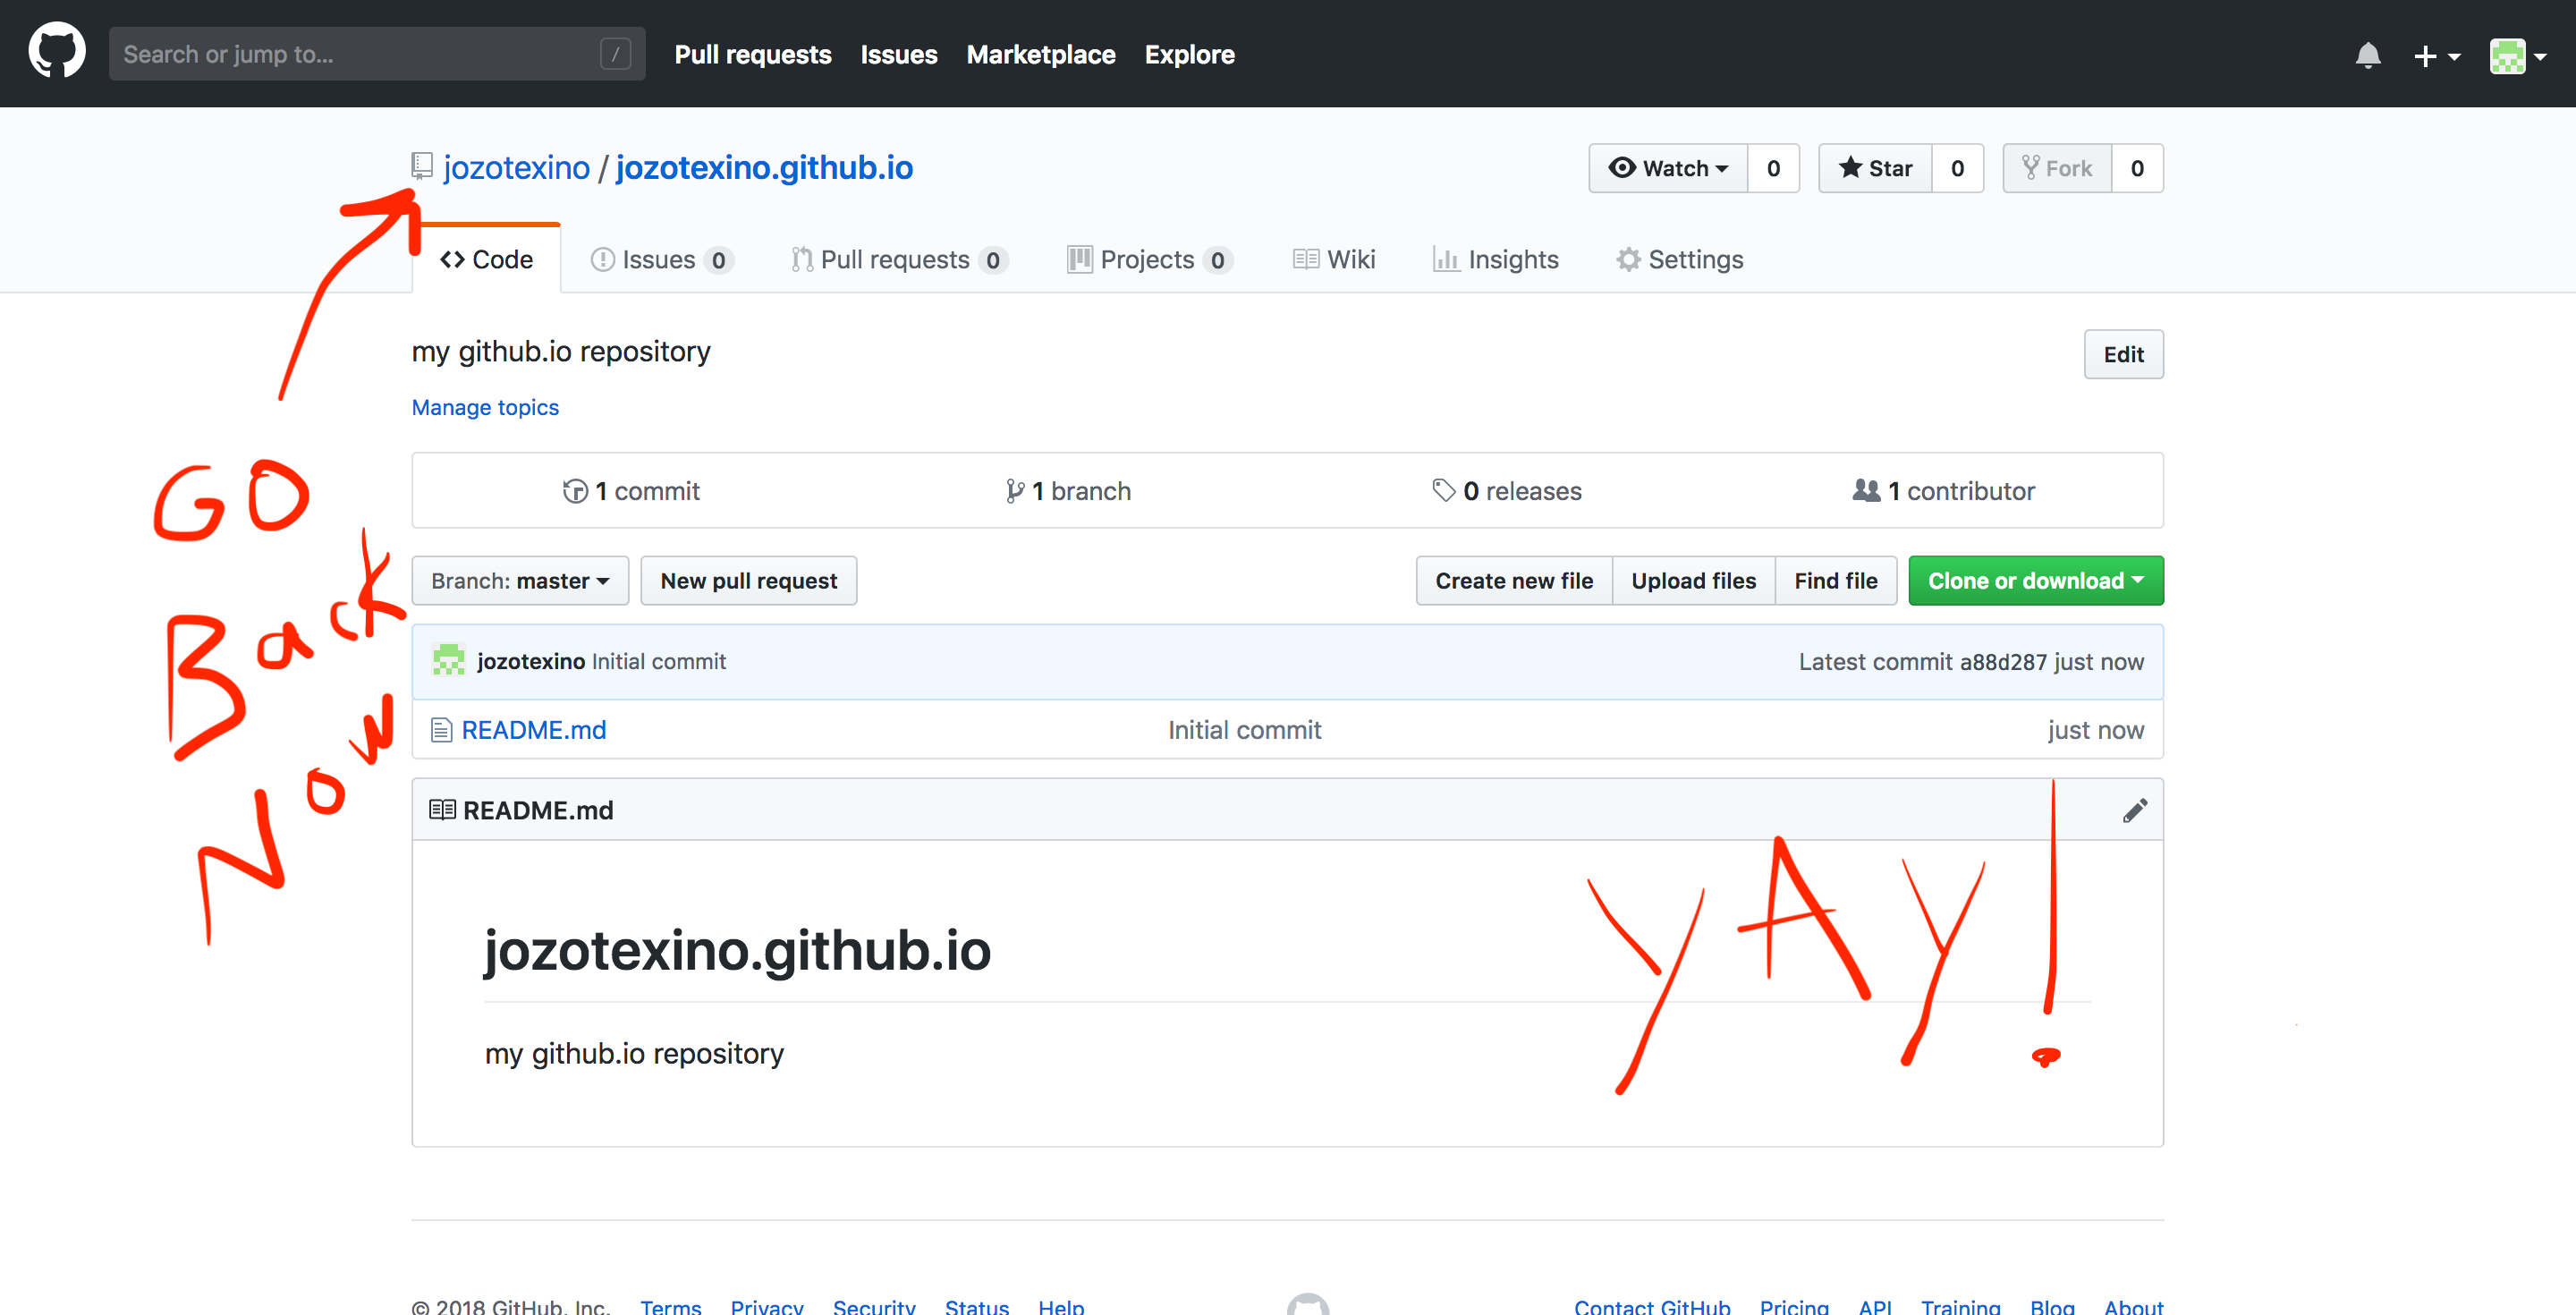 Search or jump to... / Pull requests Issues Marketplace Explore
jozotexino / jozotexino.github.io Watch 0 Star 0 Fork 0
Code Issues 0 Pull requests 0 Projects 0 Wiki Insights Settings
my github.io repository Edit
Manage topics
1 commit 1 branch 0 releases 1 contributor
Branch: master New pull request Create new file Upload files Find file Clone or download
jozotexino Initial commit Latest commit a88d287 just now
README.md Initial commit just now
README.md
jozotexino.github.io
my github.io repository
GO
Back
Now
YAY!
© 2018 GitHub, Inc. Terms Privacy Security Status Help Contact GitHub Pricing API Training Blog About